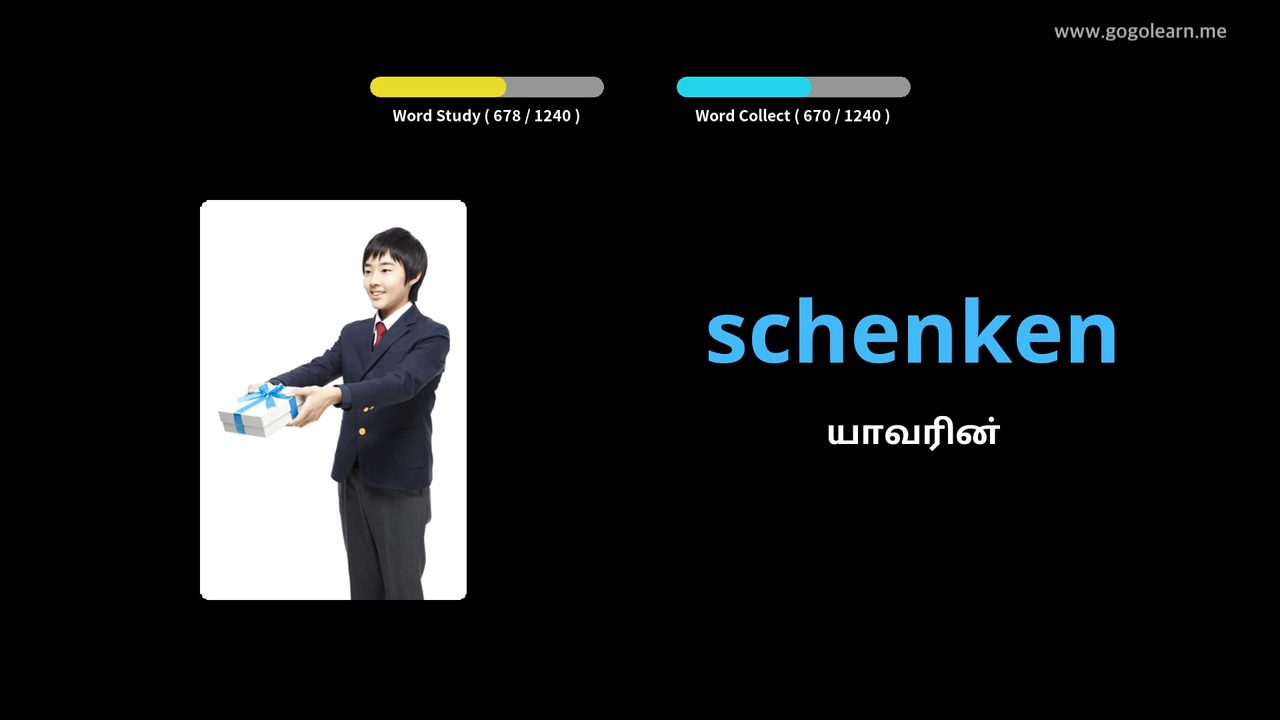 www.gogolearn.me
Word Study ( 678 / 1240 )
Word Collect ( 670 / 1240 )
schenken
யாவரின்